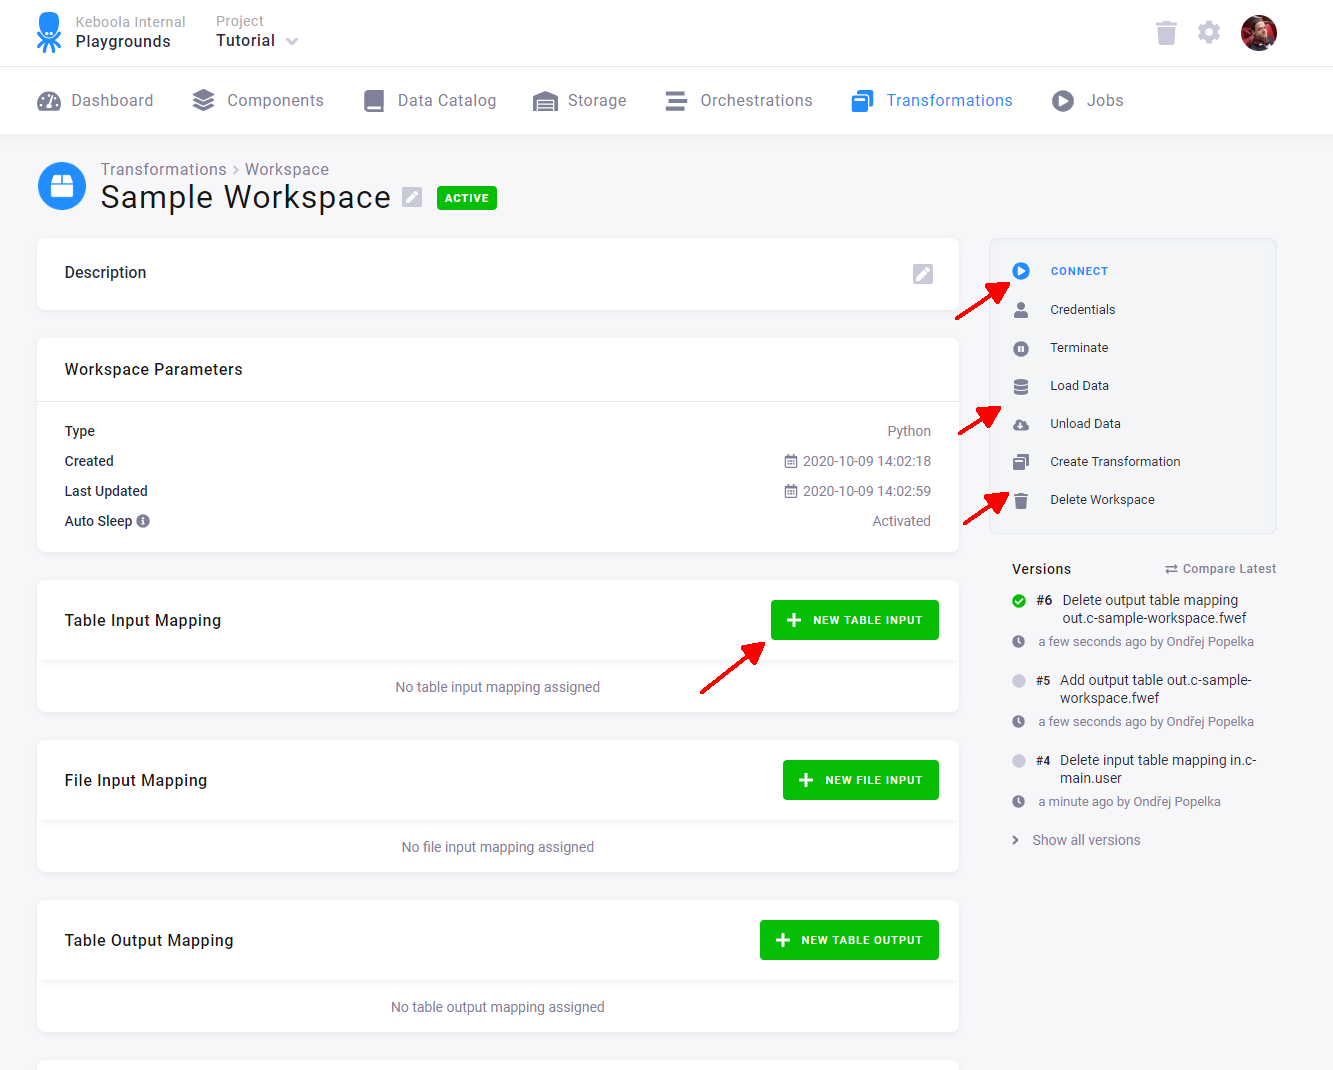 Keboola Internal
Playgrounds
Project
Tutorial
Dashboard
Components
Data Catalog
Storage
Orchestrations
Transformations
Jobs
Transformations > Workspace
Sample Workspace
ACTIVE
Description
Workspace Parameters
Type
Python
Created
2020-10-09 14:02:18
Last Updated
2020-10-09 14:02:59
Auto Sleep
Activated
Table Input Mapping
NEW TABLE INPUT
No table input mapping assigned
File Input Mapping
NEW FILE INPUT
No file input mapping assigned
Table Output Mapping
NEW TABLE OUTPUT
No table output mapping assigned
CONNECT
Credentials
Terminate
Load Data
Unload Data
Create Transformation
Delete Workspace
Versions
Compare Latest
#6 Delete output table mapping
out.c-sample-workspace.fwef
a few seconds ago by Ondřej Popelka
#5 Add output table out.c-sample-
workspace.fwef
a few seconds ago by Ondřej Popelka
#4 Delete input table mapping in.c-
main.user
a minute ago by Ondřej Popelka
Show all versions